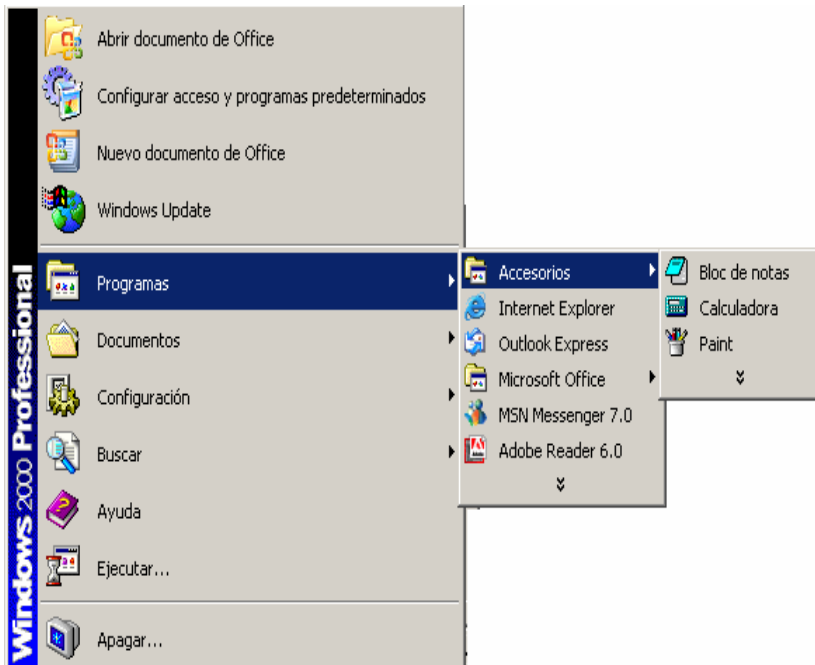 Abrir documento de Office
Configurar acceso y programas predeterminados
Nuevo documento de Office
Windows Update
Programas
Documentos
Configuración
Buscar
Ayuda
Ejecutar...
Apagar...
Windows 2000 Professional
Accesorios
Internet Explorer
Outlook Express
Microsoft Office
MSN Messenger 7.0
Adobe Reader 6.0
Bloc de notas
Calculadora
Paint